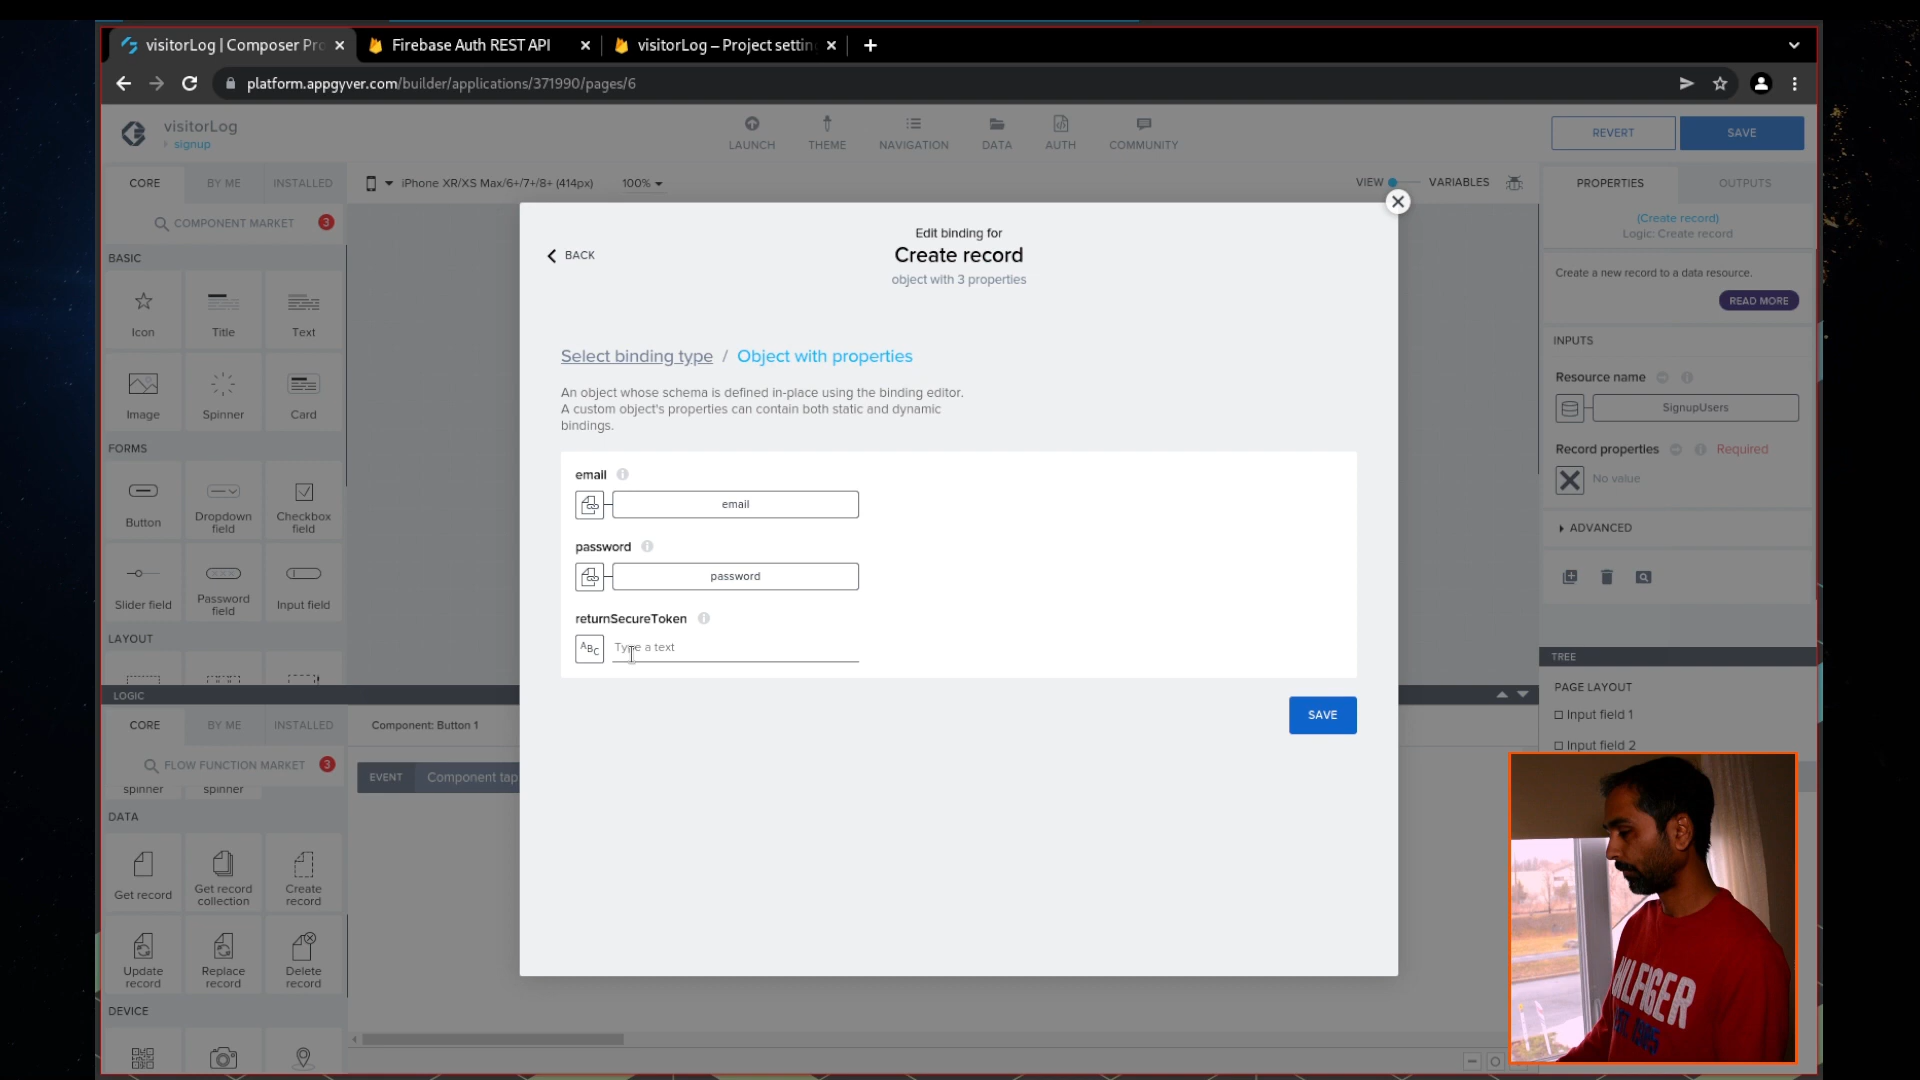 visitorLog | Composer Pro
Firebase Auth REST API
visitorLog – Project settin
platform.appgyver.com/builder/applications/371990/pages/6
visitorLog
signup
LAUNCH
THEME
NAVIGATION
DATA
AUTH
COMMUNITY
REVERT
SAVE
CORE
BY ME
INSTALLED
iPhone XR/XS Max/6+/7+/8+ (414px)
100%
VIEW
VARIABLES
PROPERTIES
OUTPUTS
COMPONENT MARKET
3
BASIC
Icon
Title
Text
Image
Spinner
Card
FORMS
Button
Dropdown
field
Checkbox
field
Slider field
Password
field
Input field
LAYOUT
BACK
Edit binding for
Create record
object with 3 properties
Select binding type / Object with properties
An object whose schema is defined in-place using the binding editor.
A custom object's properties can contain both static and dynamic
bindings.
email
email
password
password
returnSecureToken
ABC
Type a text
SAVE
(Create record)
Logic: Create record
Create a new record to a data resource.
READ MORE
INPUTS
Resource name
SignupUsers
Record properties
Required
No value
ADVANCED
TREE
PAGE LAYOUT
Input field 1
Input field 2
LOGIC
CORE
BY ME
INSTALLED
Component: Button 1
FLOW FUNCTION MARKET
3
EVENT
Component tap
spinner
spinner
DATA
Get record
Get record
collection
Create
record
Update
record
Replace
record
Delete
record
DEVICE
HILFIGER